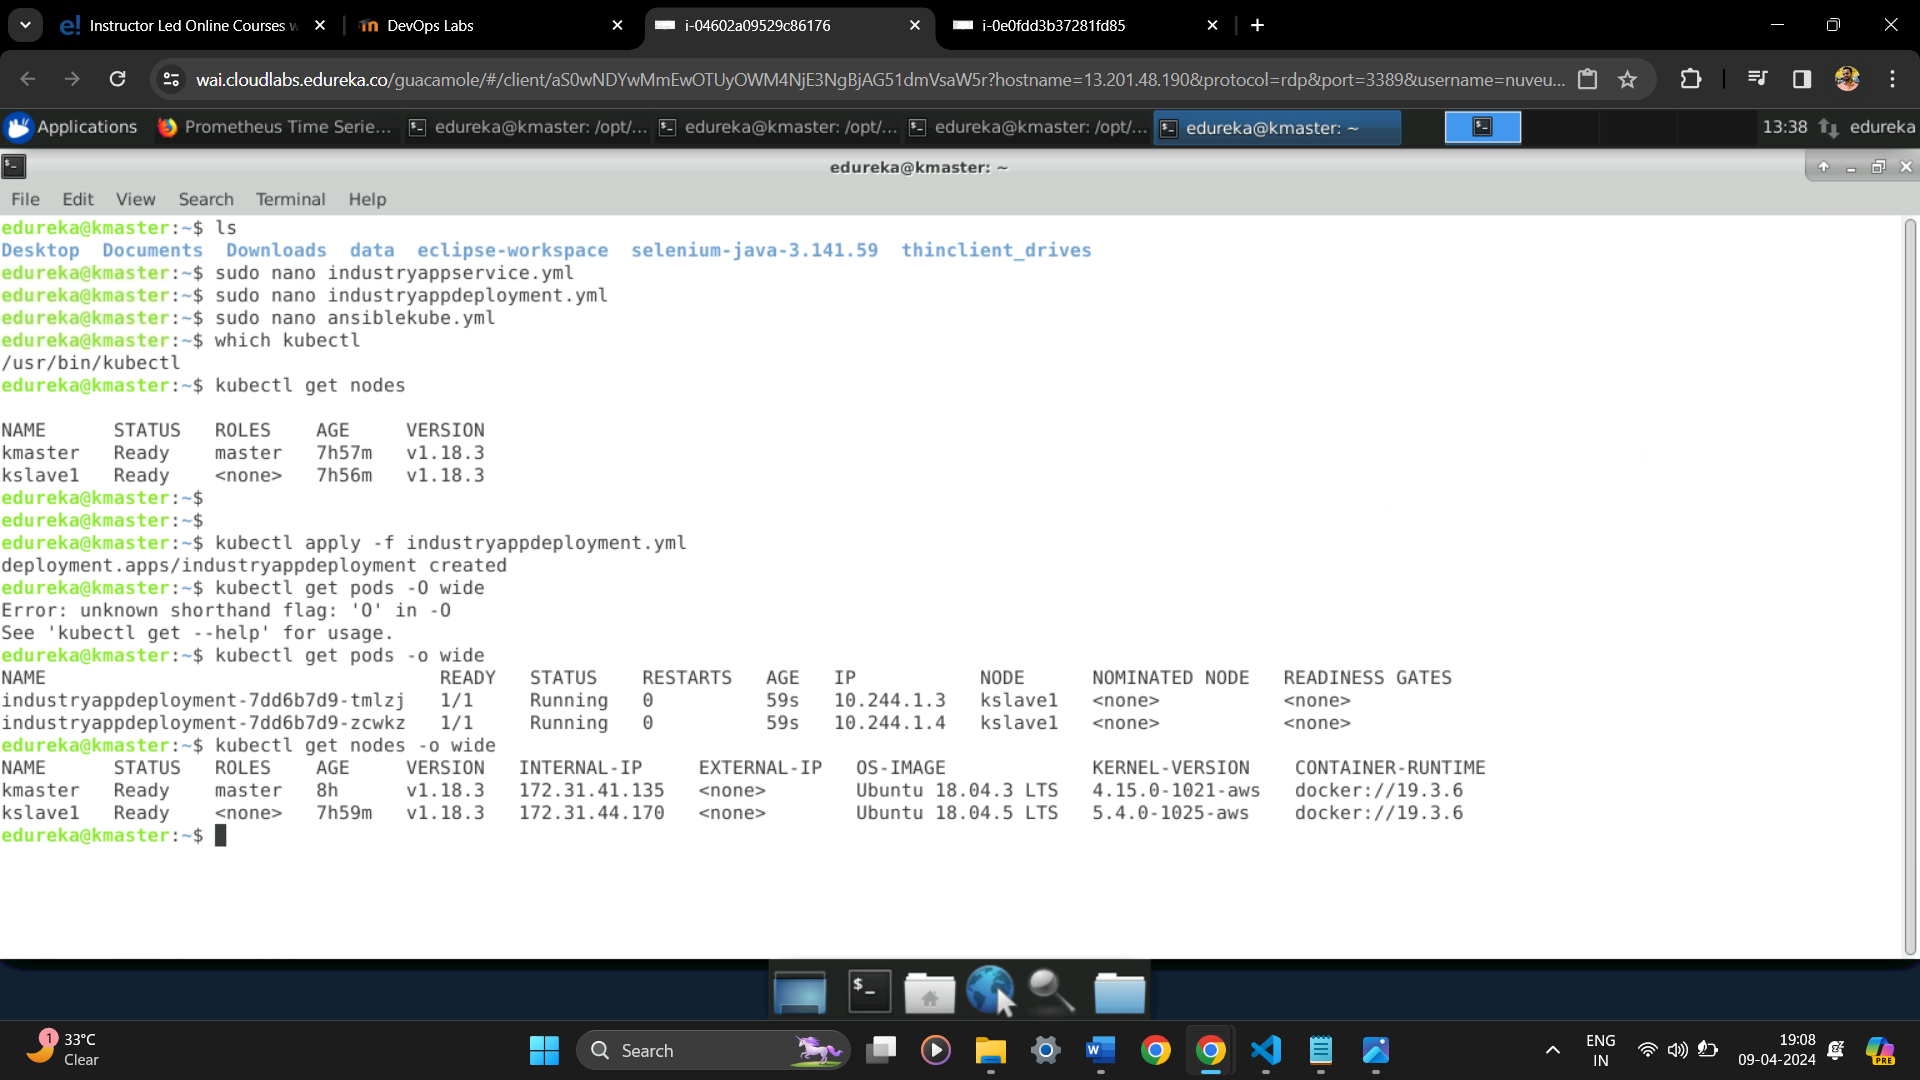 Instructor Led Online Courses w
DevOps Labs
i-04602a09529c86176
i-0e0fdd3b37281fd85
wai.cloudlabs.edureka.co/guacamole/#/client/aS0wNDYwMmEwOTUyOWM4NjE3NgBjAG51dmVsaW5r?hostname=13.201.48.190&protocol=rdp&port=3389&username=nuveu...
Applications
Prometheus Time Serie...
edureka@kmaster: /opt/...
edureka@kmaster: /opt/...
edureka@kmaster: /opt/...
edureka@kmaster: ~
13:38
edureka
edureka@kmaster: ~
File Edit View Search Terminal Help
edureka@kmaster:~$ ls
Desktop Documents Downloads data eclipse-workspace selenium-java-3.141.59 thinclient_drives
edureka@kmaster:~$ sudo nano industryappservice.yml
edureka@kmaster:~$ sudo nano industryappdeployment.yml
edureka@kmaster:~$ sudo nano ansiblekube.yml
edureka@kmaster:~$ which kubectl
/usr/bin/kubectl
edureka@kmaster:~$ kubectl get nodes
NAME STATUS ROLES AGE VERSION
kmaster Ready master 7h57m v1.18.3
kslave1 Ready <none> 7h56m v1.18.3
edureka@kmaster:~$
edureka@kmaster:~$
edureka@kmaster:~$ kubectl apply -f industryappdeployment.yml
deployment.apps/industryappdeployment created
edureka@kmaster:~$ kubectl get pods -O wide
Error: unknown shorthand flag: 'O' in -O
See 'kubectl get --help' for usage.
edureka@kmaster:~$ kubectl get pods -o wide
NAME READY STATUS RESTARTS AGE IP NODE NOMINATED NODE READINESS GATES
industryappdeployment-7dd6b7d9-tmlzj 1/1 Running 0 59s 10.244.1.3 kslave1 <none> <none>
industryappdeployment-7dd6b7d9-zcwkz 1/1 Running 0 59s 10.244.1.4 kslave1 <none> <none>
edureka@kmaster:~$ kubectl get nodes -o wide
NAME STATUS ROLES AGE VERSION INTERNAL-IP EXTERNAL-IP OS-IMAGE KERNEL-VERSION CONTAINER-RUNTIME
kmaster Ready master 8h v1.18.3 172.31.41.135 <none> Ubuntu 18.04.3 LTS 4.15.0-1021-aws docker://19.3.6
kslave1 Ready <none> 7h59m v1.18.3 172.31.44.170 <none> Ubuntu 18.04.5 LTS 5.4.0-1025-aws docker://19.3.6
edureka@kmaster:~$
1
33°C
Clear
Search
ENG
IN
19:08
09-04-2024
PRE